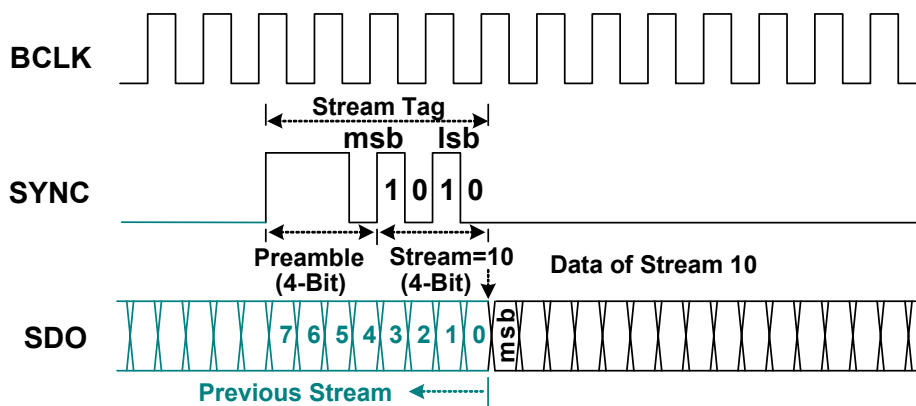 BCLK
Stream Tag
msb lsb
SYNC
1 0 1 0
Preamble
(4-Bit)
Stream=10
(4-Bit)
Data of Stream 10
SDO
7 6 5 4 3 2 1 0
msb
Previous Stream